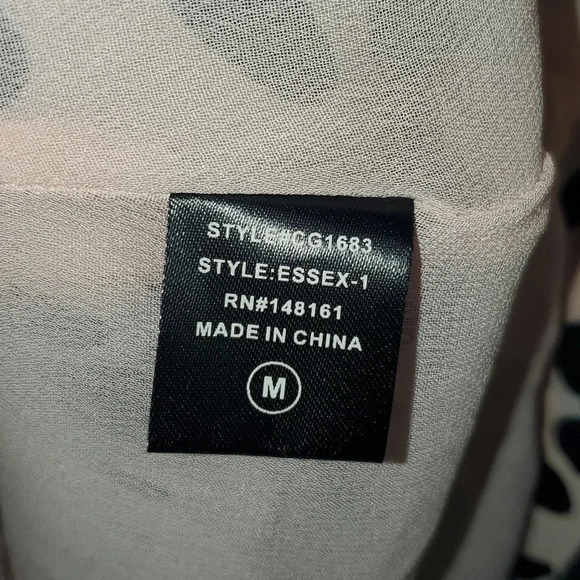 STYLE#CG1683
STYLE:ESSEX-1
RN#148161
MADE IN CHINA
M